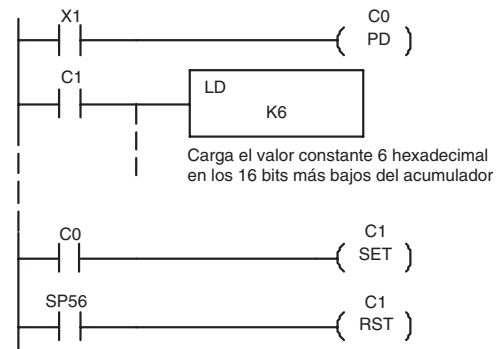 X1
C0
PD
C1
LD
K6
Carga el valor constante 6 hexadecimal
en los 16 bits más bajos del acumulador
C0
C1
SET
SP56
C1
RST